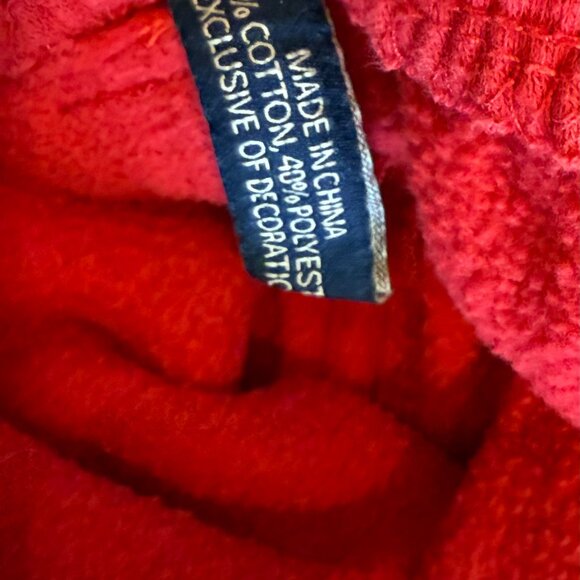 MADE IN CHINA
% COTTON, 40% POLYEST
EXCLUSIVE OF DECORATIO